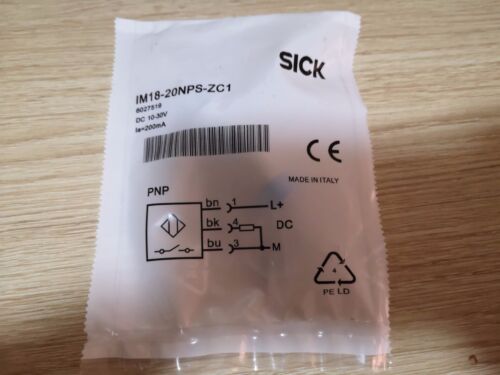 SICK
IM18-20NPS-ZC1
6027519
DC 10-30V
Ia=200mA
CE
MADE IN ITALY
PNP
bn 1 L+
bk 4 DC
bu 3 M
4
PE LD